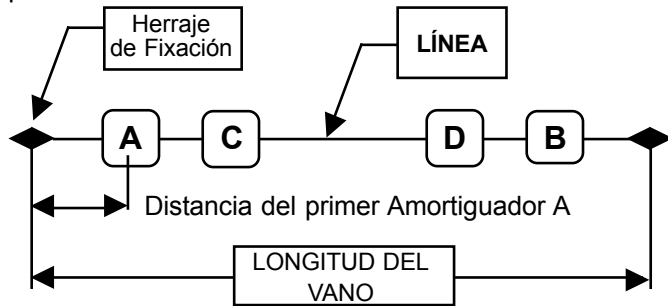 Herraje
de Fixación
LÍNEA
A
C
D
B
Distancia del primer Amortiguador A
LONGITUD DEL
VANO